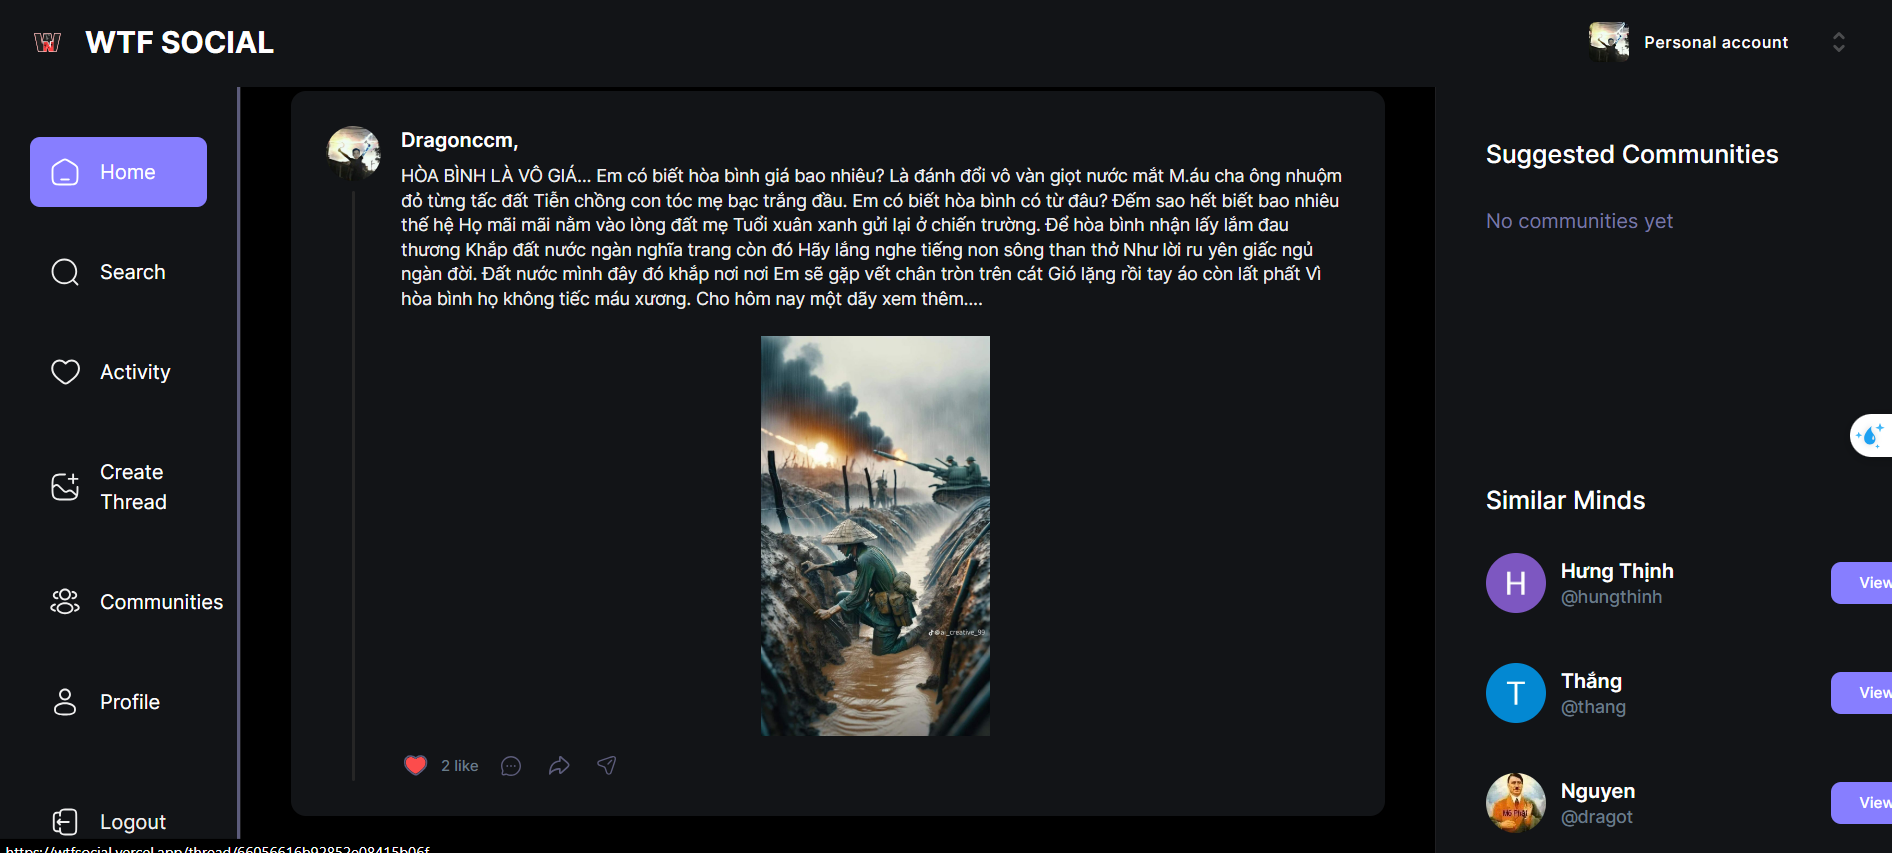 WTF SOCIAL
Personal account
Home
Search
Activity
Create
Thread
Communities
Profile
Logout
Dragonccm,
HÒA BÌNH LÀ VÔ GIÁ... Em có biết hòa bình giá bao nhiêu? Là đánh đổi vô vàn giọt nước mắt M.áu cha ông nhuộm
đỏ từng tấc đất Tiễn chồng con tóc mẹ bạc trắng đầu. Em có biết hòa bình có từ đâu? Đếm sao hết biết bao nhiêu
thế hệ Họ mãi mãi nằm vào lòng đất mẹ Tuổi xuân xanh gửi lại ở chiến trường. Để hòa bình nhận lấy lắm đau
thương Khắp đất nước ngàn nghĩa trang còn đó Hãy lắng nghe tiếng non sông than thở Như lời ru yên giấc ngủ
ngàn đời. Đất nước mình đây đó khắp nơi nơi Em sẽ gặp vết chân tròn trên cát Gió lặng rồi tay áo còn lất phất Vì
hòa bình họ không tiếc máu xương. Cho hôm nay một dãy xem thêm....
@ai_creative_99
2 like
Suggested Communities
No communities yet
Similar Minds
H
Hưng Thịnh
@hungthinh
View
T
Thắng
@thang
View
Mô Phật
Nguyen
@dragot
View
https://wtfsocial.vercel.app/thread/66056616b92852e08415b06f